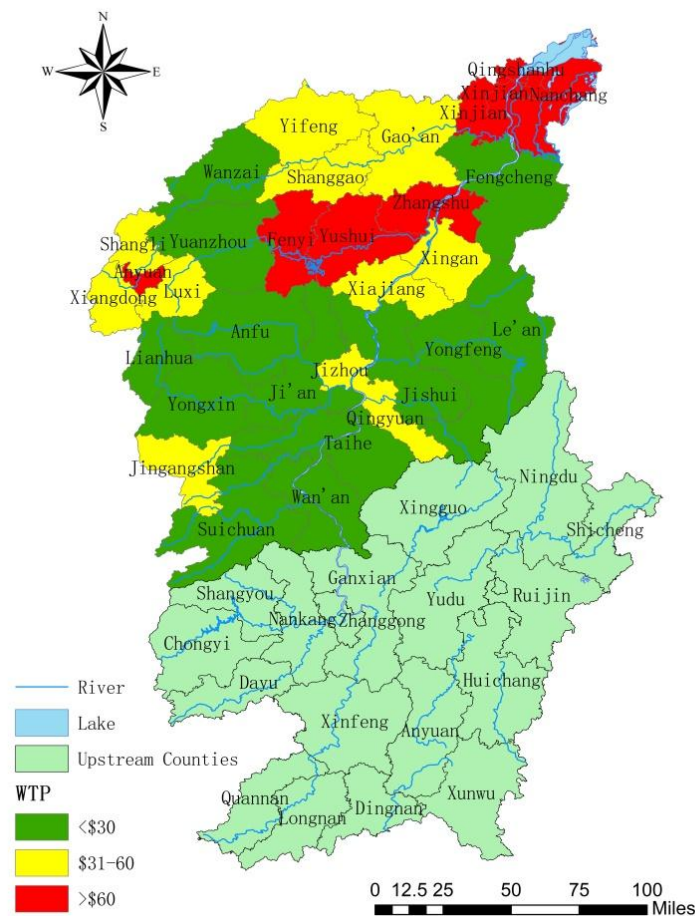 N
W E
S
Qingshanhu
Xinjian Nanchang
Xinjian
Yifeng Gao'an
Wanzai Shanggao Fengcheng
Zhangshu
Shangli Yuanzhou Fenyi Yushui
Anyuan Xingan
Xiangdong Luxi Xiajiang
Anfu Le'an
Lianhua Jizhou Yongfeng
Yongxin Ji'an Jishui
Qingyuan
Taihe
Jingangshan
Wan'an Ningdu
Suichuan Xingguo Shicheng
Ganxian
Shangyou Yudu Ruijin
Nankang Zhanggong
Chongyi
Dayu Huichang
Xinfeng Anyuan
Quannan Dingnan Xunwu
Longnan
River
Lake
Upstream Counties
WTP
<$30
$31-60
>$60
0 12.5 25 50 75 100
Miles